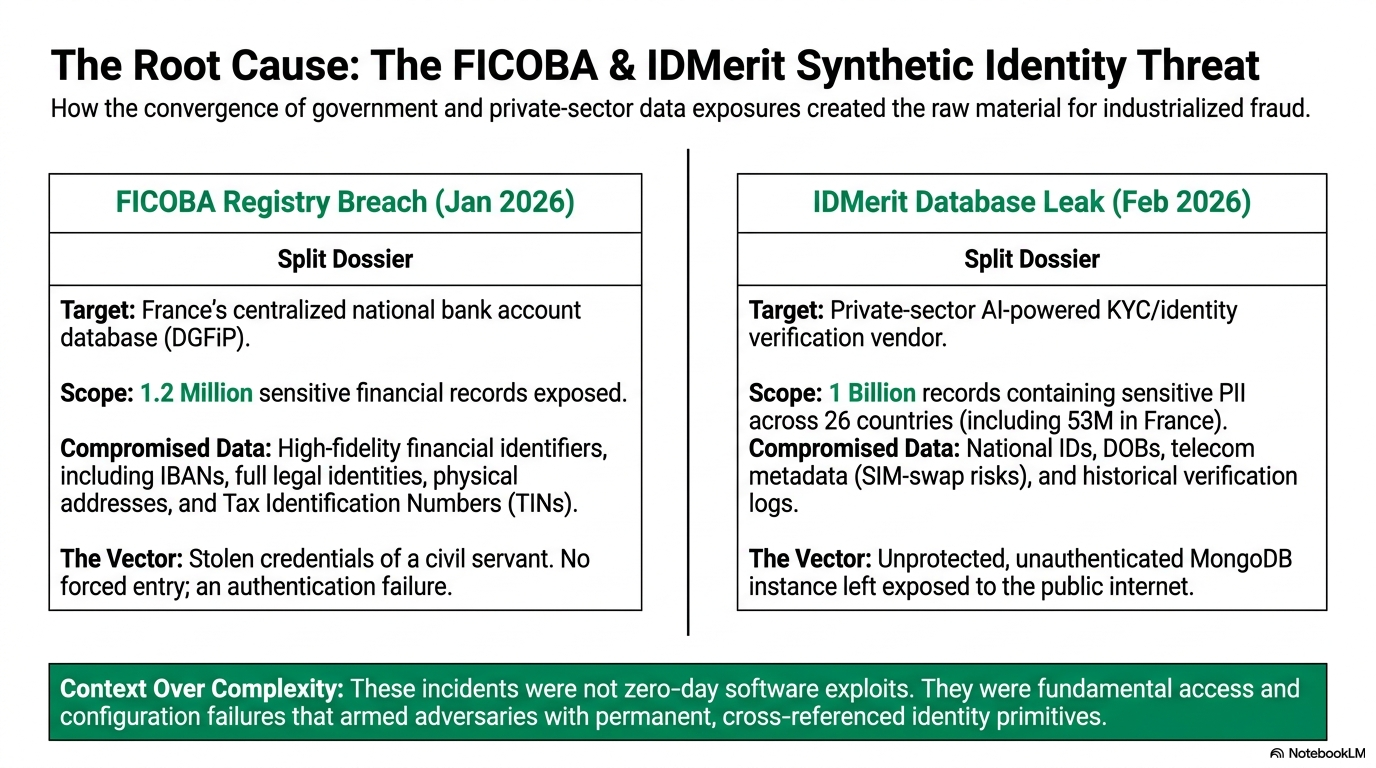 The Root Cause: The FICOBA & IDMerit Synthetic Identity Threat
How the convergence of government and private-sector data exposures created the raw material for industrialized fraud.
FICOBA Registry Breach (Jan 2026)
Split Dossier
Target: France’s centralized national bank account
database (DGFiP).
Scope: 1.2 Million sensitive financial records exposed.
Compromised Data: High-fidelity financial identifiers,
including IBANs, full legal identities, physical
addresses, and Tax Identification Numbers (TINs).
The Vector: Stolen credentials of a civil servant. No
forced entry; an authentication failure.
IDMerit Database Leak (Feb 2026)
Split Dossier
Target: Private-sector AI-powered KYC/identity
verification vendor.
Scope: 1 Billion records containing sensitive PII
across 26 countries (including 53M in France).
Compromised Data: National IDs, DOBs, telecom
metadata (SIM-swap risks), and historical verification
logs.
The Vector: Unprotected, unauthenticated MongoDB
instance left exposed to the public internet.
Context Over Complexity: These incidents were not zero-day software exploits. They were fundamental access and
configuration failures that armed adversaries with permanent, cross-referenced identity primitives.
NotebookLM